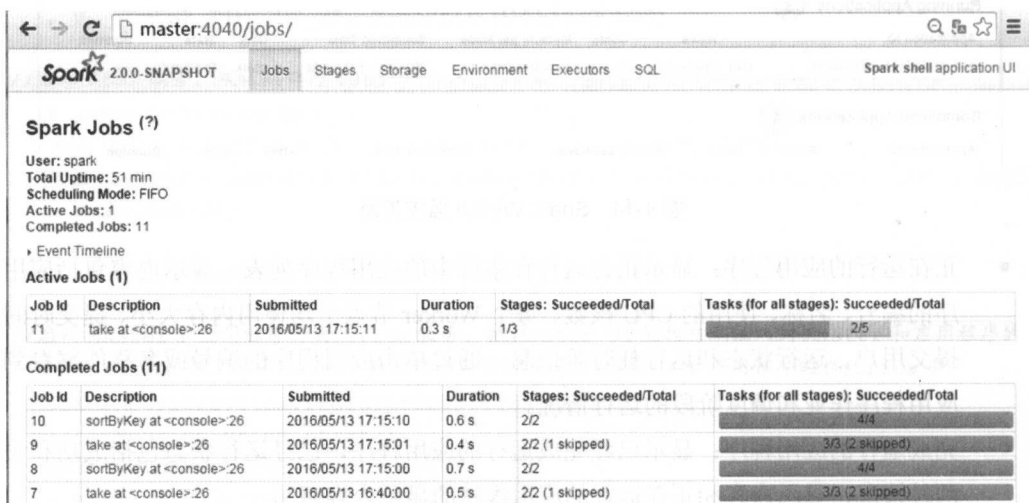 master:4040/jobs/
Spark 2.0.0-SNAPSHOT Jobs Stages Storage Environment Executors SQL Spark shell application UI
Spark Jobs (?)
User: spark
Total Uptime: 51 min
Scheduling Mode: FIFO
Active Jobs: 1
Completed Jobs: 11
Event Timeline
Active Jobs (1)
Job Id Description Submitted Duration Stages: Succeeded/Total Tasks (for all stages): Succeeded/Total
11 take at <console>:26 2016/05/13 17:15:11 0.3 s 1/3 2/5
Completed Jobs (11)
Job Id Description Submitted Duration Stages: Succeeded/Total Tasks (for all stages): Succeeded/Total
10 sortByKey at <console>:26 2016/05/13 17:15:10 0.6 s 2/2 4/4
9 take at <console>:26 2016/05/13 17:15:01 0.4 s 2/2 (1 skipped) 3/3 (2 skipped)
8 sortByKey at <console>:26 2016/05/13 17:15:00 0.7 s 2/2 4/4
7 take at <console>:26 2016/05/13 16:40:00 0.5 s 2/2 (1 skipped) 3/3 (2 skipped)